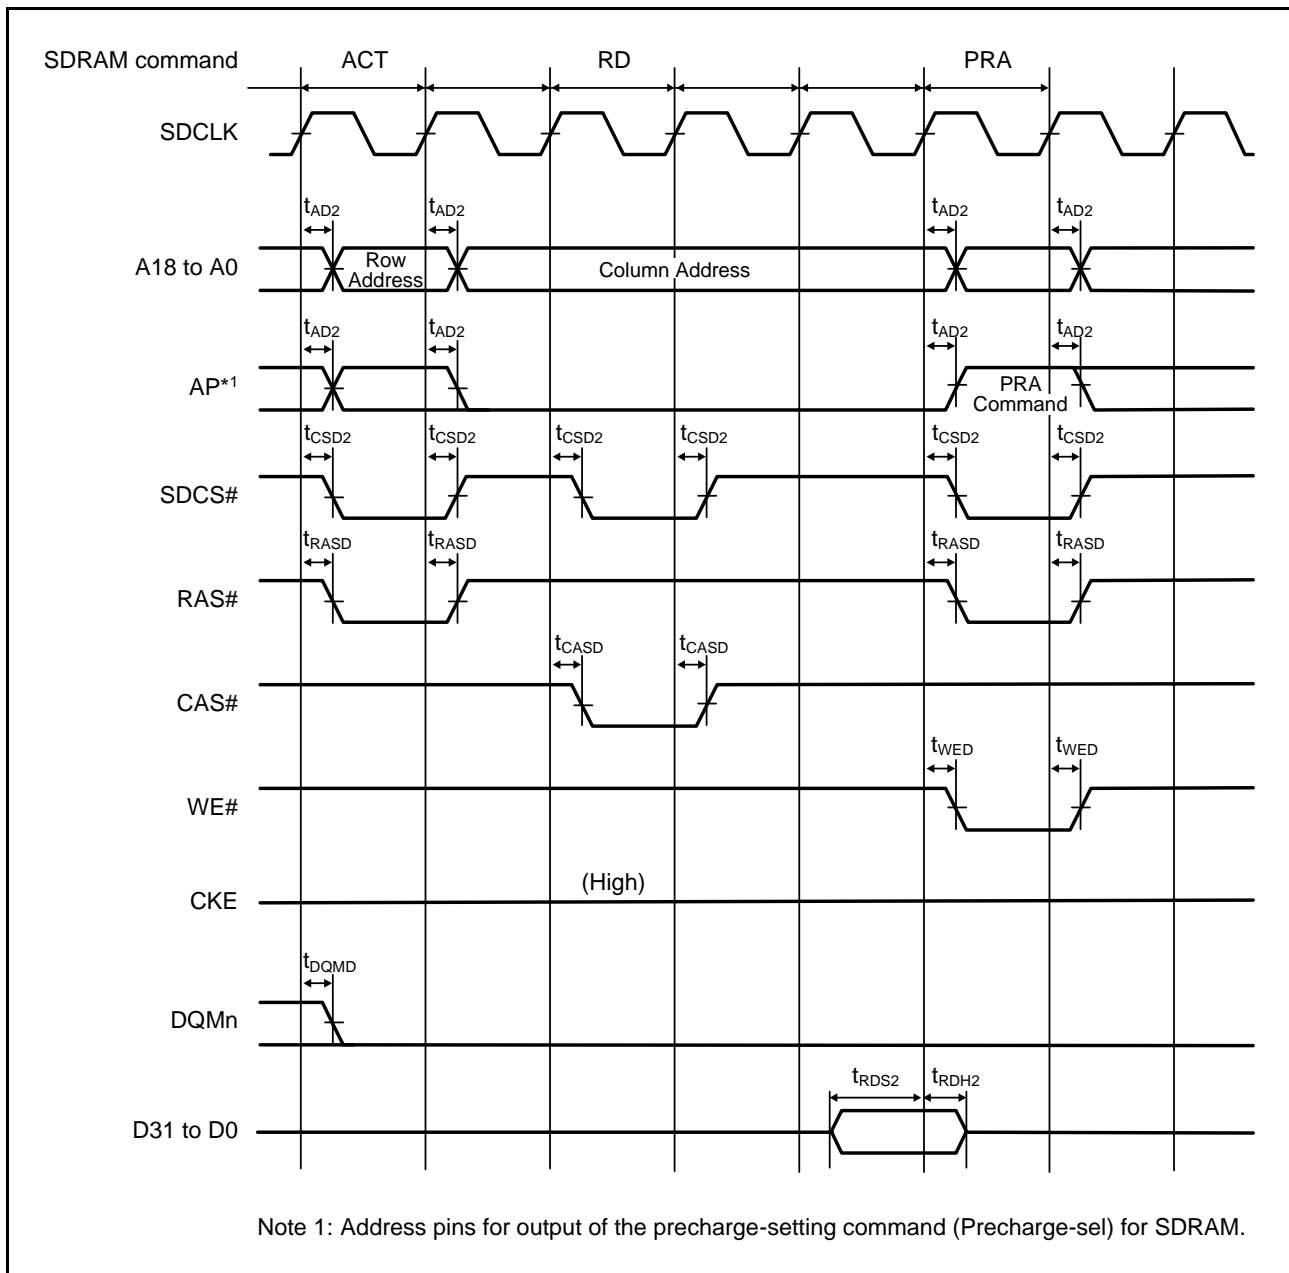 SDRAM command ACT RD PRA
SDCLK
tAD2 tAD2 tAD2 tAD2
A18 to A0 Row Address Column Address
tAD2 tAD2 tAD2 tAD2
AP*1 PRA Command
tCSD2 tCSD2 tCSD2 tCSD2 tCSD2 tCSD2
SDCS#
tRASD tRASD tRASD tRASD
RAS#
tCASD tCASD
CAS#
tWED tWED
WE#
(High)
CKE
tDQMD
DQMn
tRDS2 tRDH2
D31 to D0
Note 1: Address pins for output of the precharge-setting command (Precharge-sel) for SDRAM.